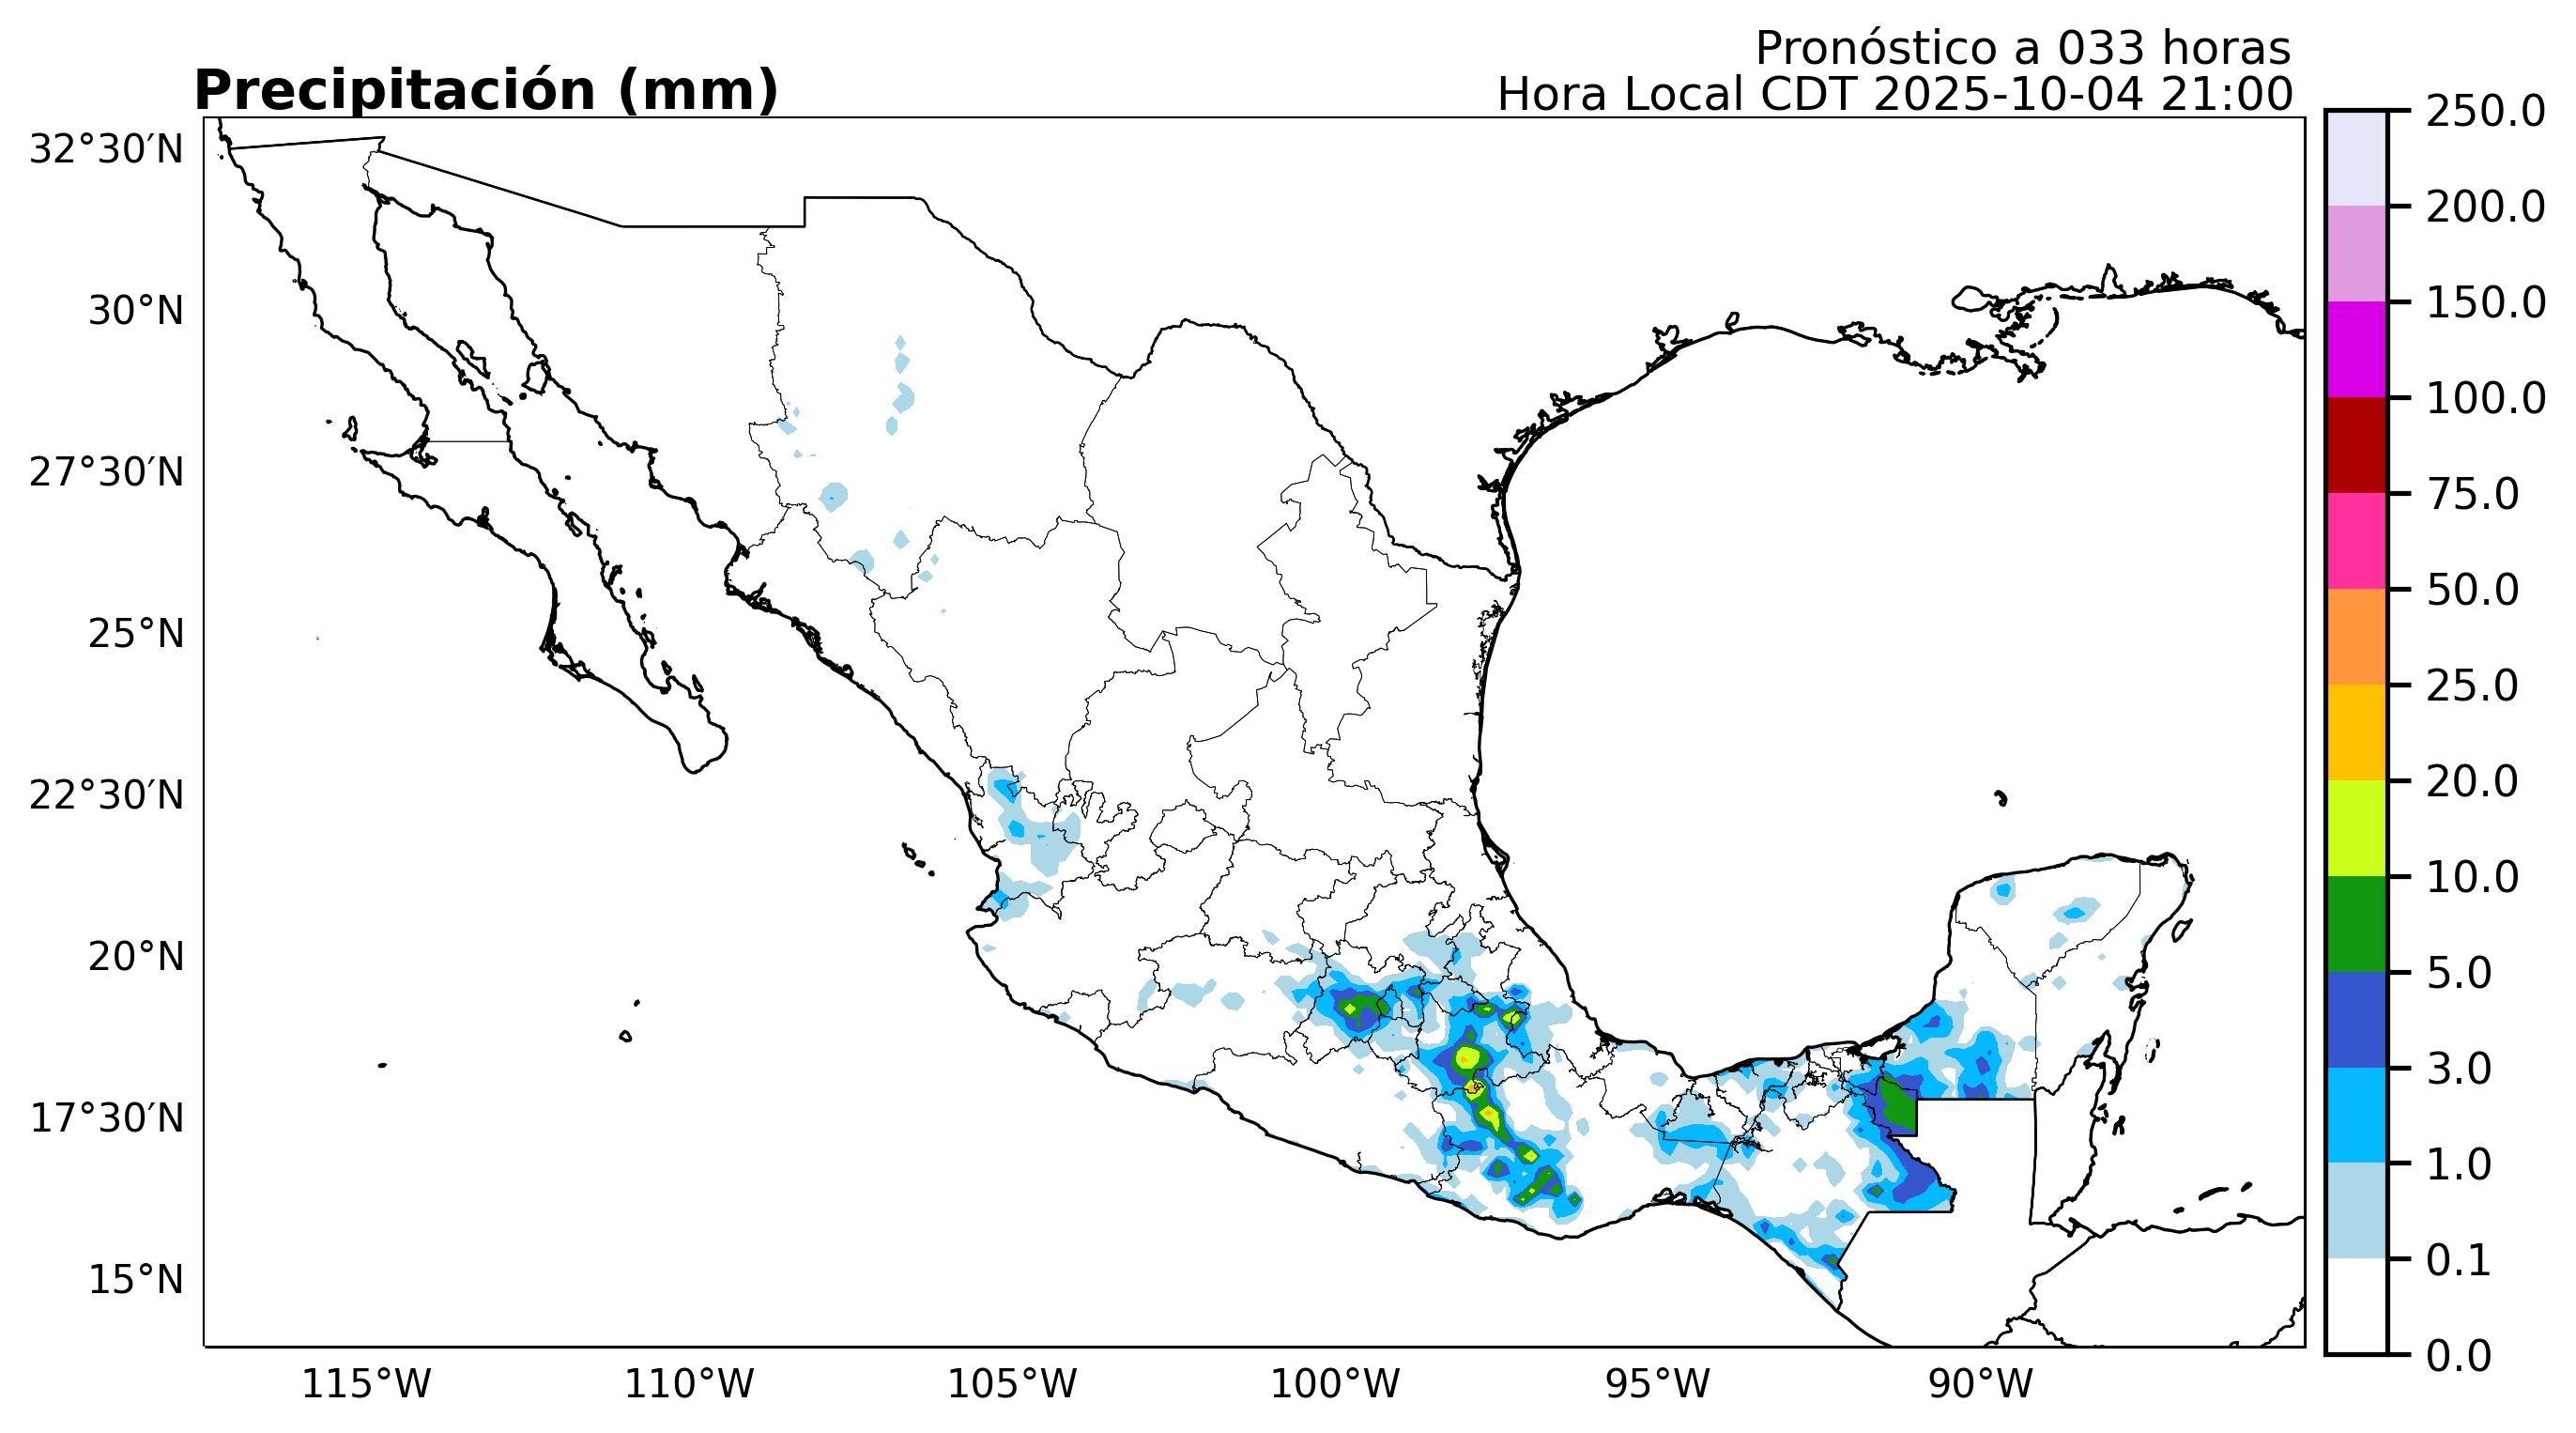 Pronóstico a 033 horas
Precipitación (mm)
Hora Local CDT 2025-10-04 21:00
32°30′N
30°N
27°30′N
25°N
22°30′N
20°N
17°30′N
15°N
115°W
110°W
105°W
100°W
95°W
90°W
250.0
200.0
150.0
100.0
75.0
50.0
25.0
20.0
10.0
5.0
3.0
1.0
0.1
0.0